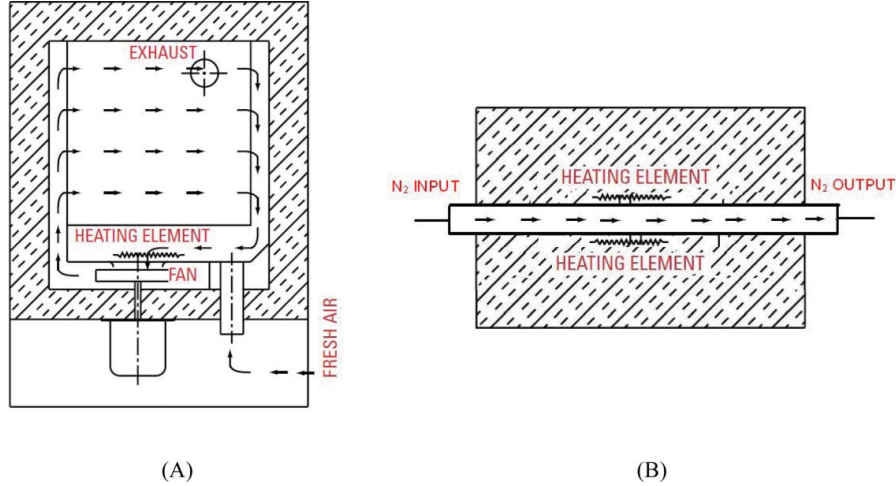 EXHAUST
HEATING ELEMENT
FAN
FRESH AIR
N₂ INPUT
HEATING ELEMENT
N₂ OUTPUT
HEATING ELEMENT
(A)
(B)